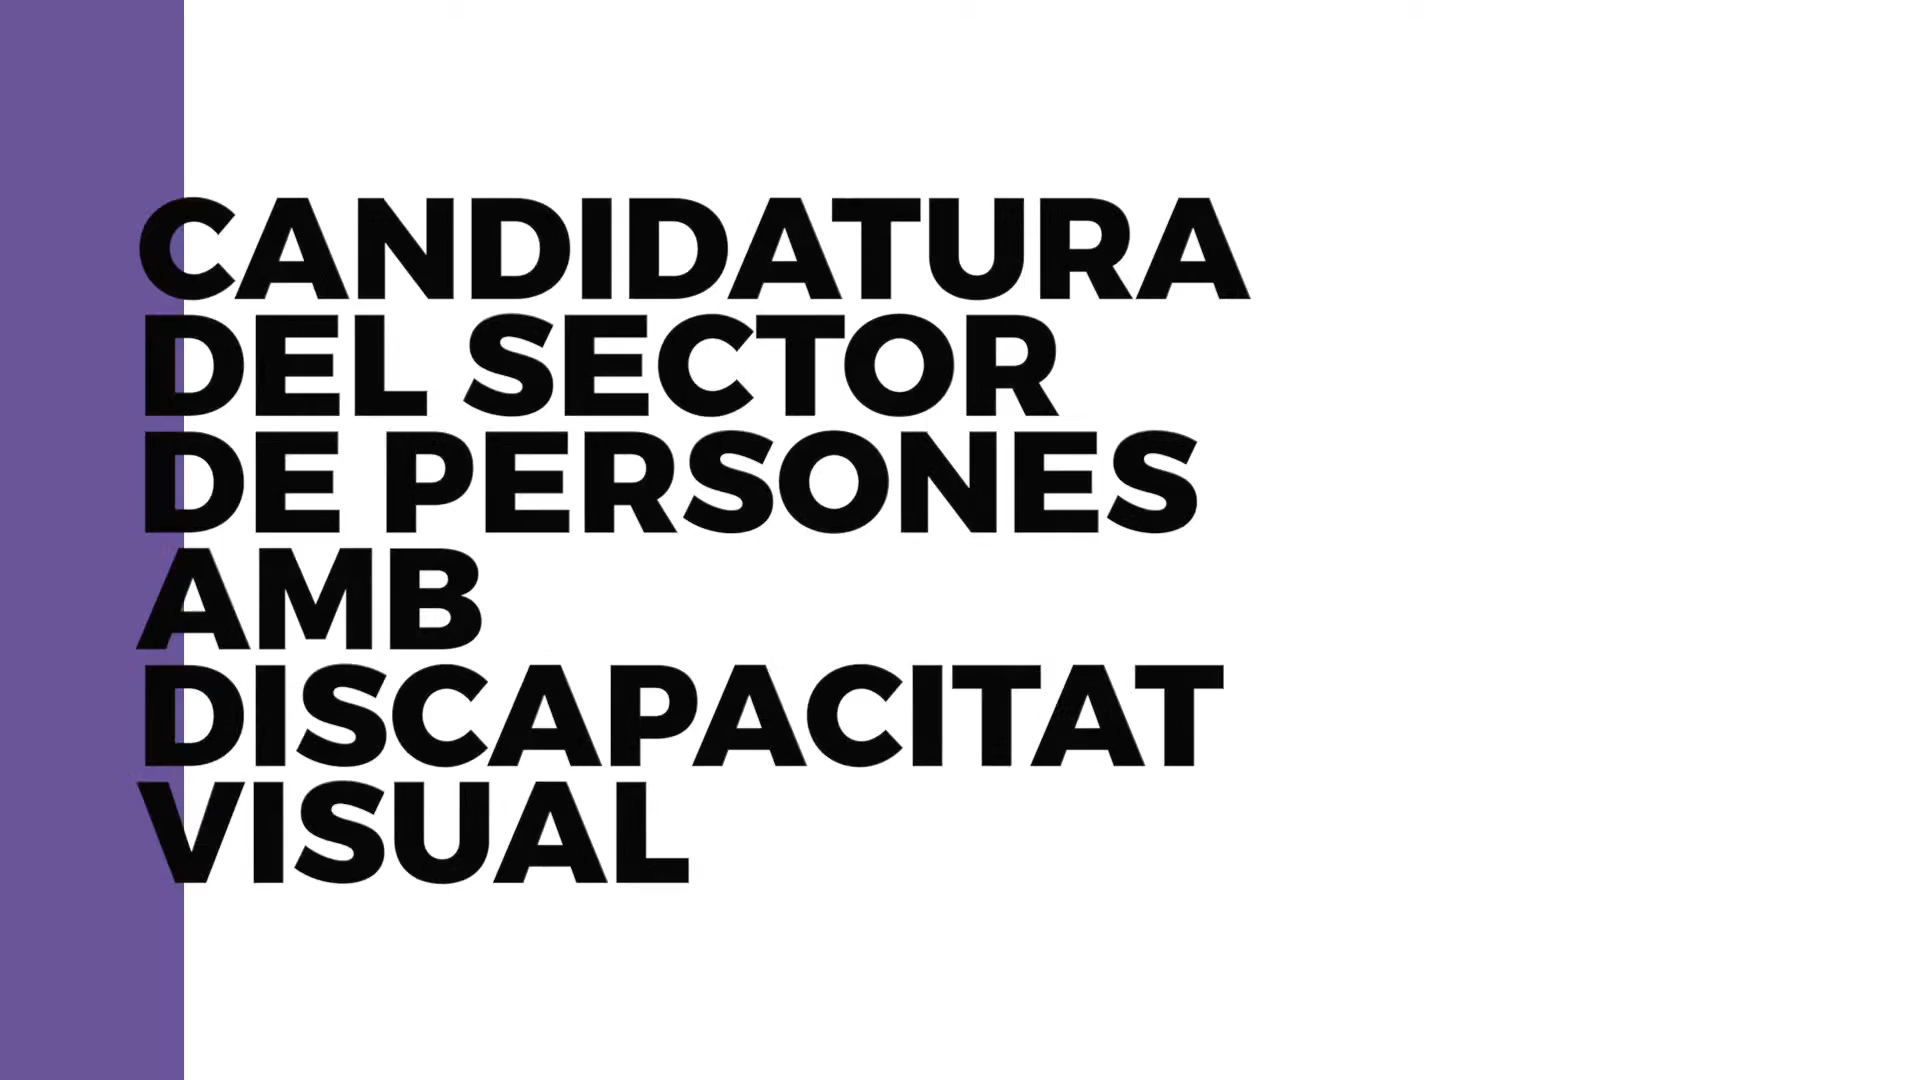 CANDIDATURA
DEL SECTOR
DE PERSONES
AMB
DISCAPACITAT
VISUAL